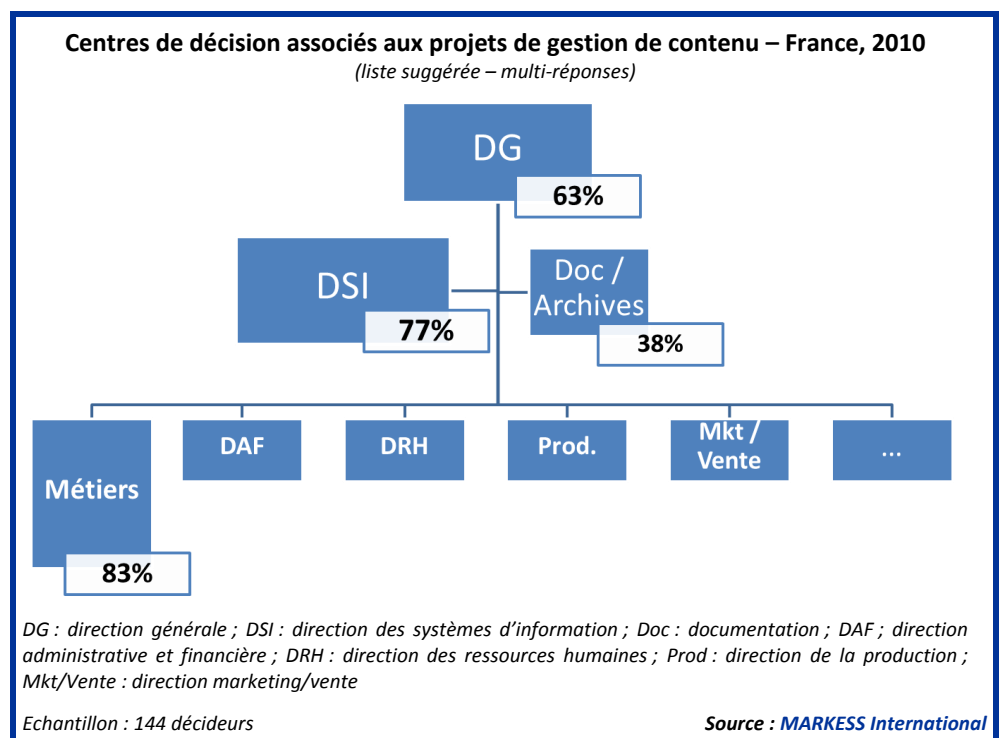 Centres de décision associés aux projets de gestion de contenu – France, 2010
(liste suggérée – multi-réponses)
DG
63%
DSI
77%
Doc /
Archives
38%
Métiers
83%
DAF
DRH
Prod.
Mkt /
Vente
...
DG : direction générale ; DSI : direction des systèmes d’information ; Doc : documentation ; DAF ; direction
administrative et financière ; DRH : direction des ressources humaines ; Prod : direction de la production ;
Mkt/Vente : direction marketing/vente
Echantillon : 144 décideurs
Source : MARKESS International